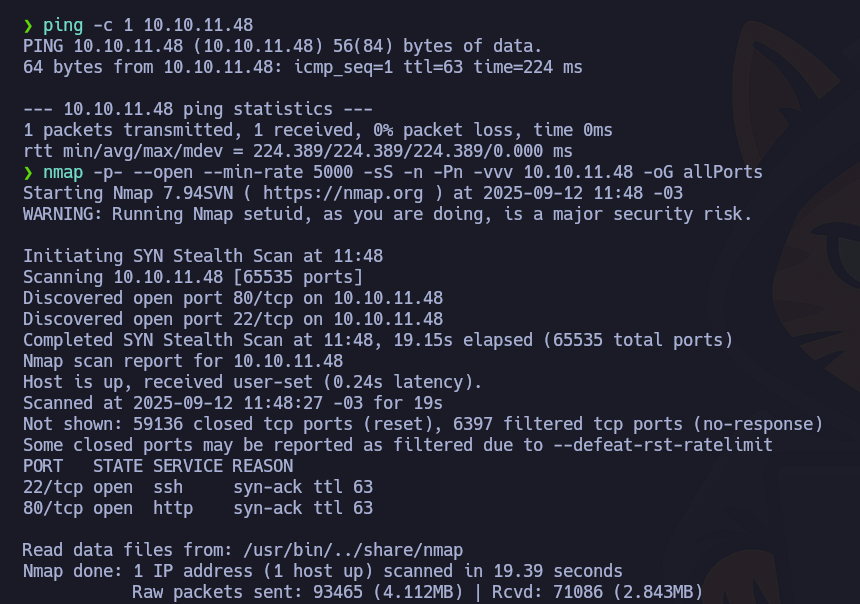 ❯ ping -c 1 10.10.11.48
PING 10.10.11.48 (10.10.11.48) 56(84) bytes of data.
64 bytes from 10.10.11.48: icmp_seq=1 ttl=63 time=224 ms

--- 10.10.11.48 ping statistics ---
1 packets transmitted, 1 received, 0% packet loss, time 0ms
rtt min/avg/max/mdev = 224.389/224.389/224.389/0.000 ms
❯ nmap -p- --open --min-rate 5000 -sS -n -Pn -vvv 10.10.11.48 -oG allPorts
Starting Nmap 7.94SVN ( https://nmap.org ) at 2025-09-12 11:48 -03
WARNING: Running Nmap setuid, as you are doing, is a major security risk.

Initiating SYN Stealth Scan at 11:48
Scanning 10.10.11.48 [65535 ports]
Discovered open port 80/tcp on 10.10.11.48
Discovered open port 22/tcp on 10.10.11.48
Completed SYN Stealth Scan at 11:48, 19.15s elapsed (65535 total ports)
Nmap scan report for 10.10.11.48
Host is up, received user-set (0.24s latency).
Scanned at 2025-09-12 11:48:27 -03 for 19s
Not shown: 59136 closed tcp ports (reset), 6397 filtered tcp ports (no-response)
Some closed ports may be reported as filtered due to --defeat-rst-ratelimit
PORT   STATE SERVICE REASON
22/tcp open  ssh     syn-ack ttl 63
80/tcp open  http    syn-ack ttl 63

Read data files from: /usr/bin/../share/nmap
Nmap done: 1 IP address (1 host up) scanned in 19.39 seconds
           Raw packets sent: 93465 (4.112MB) | Rcvd: 71086 (2.843MB)